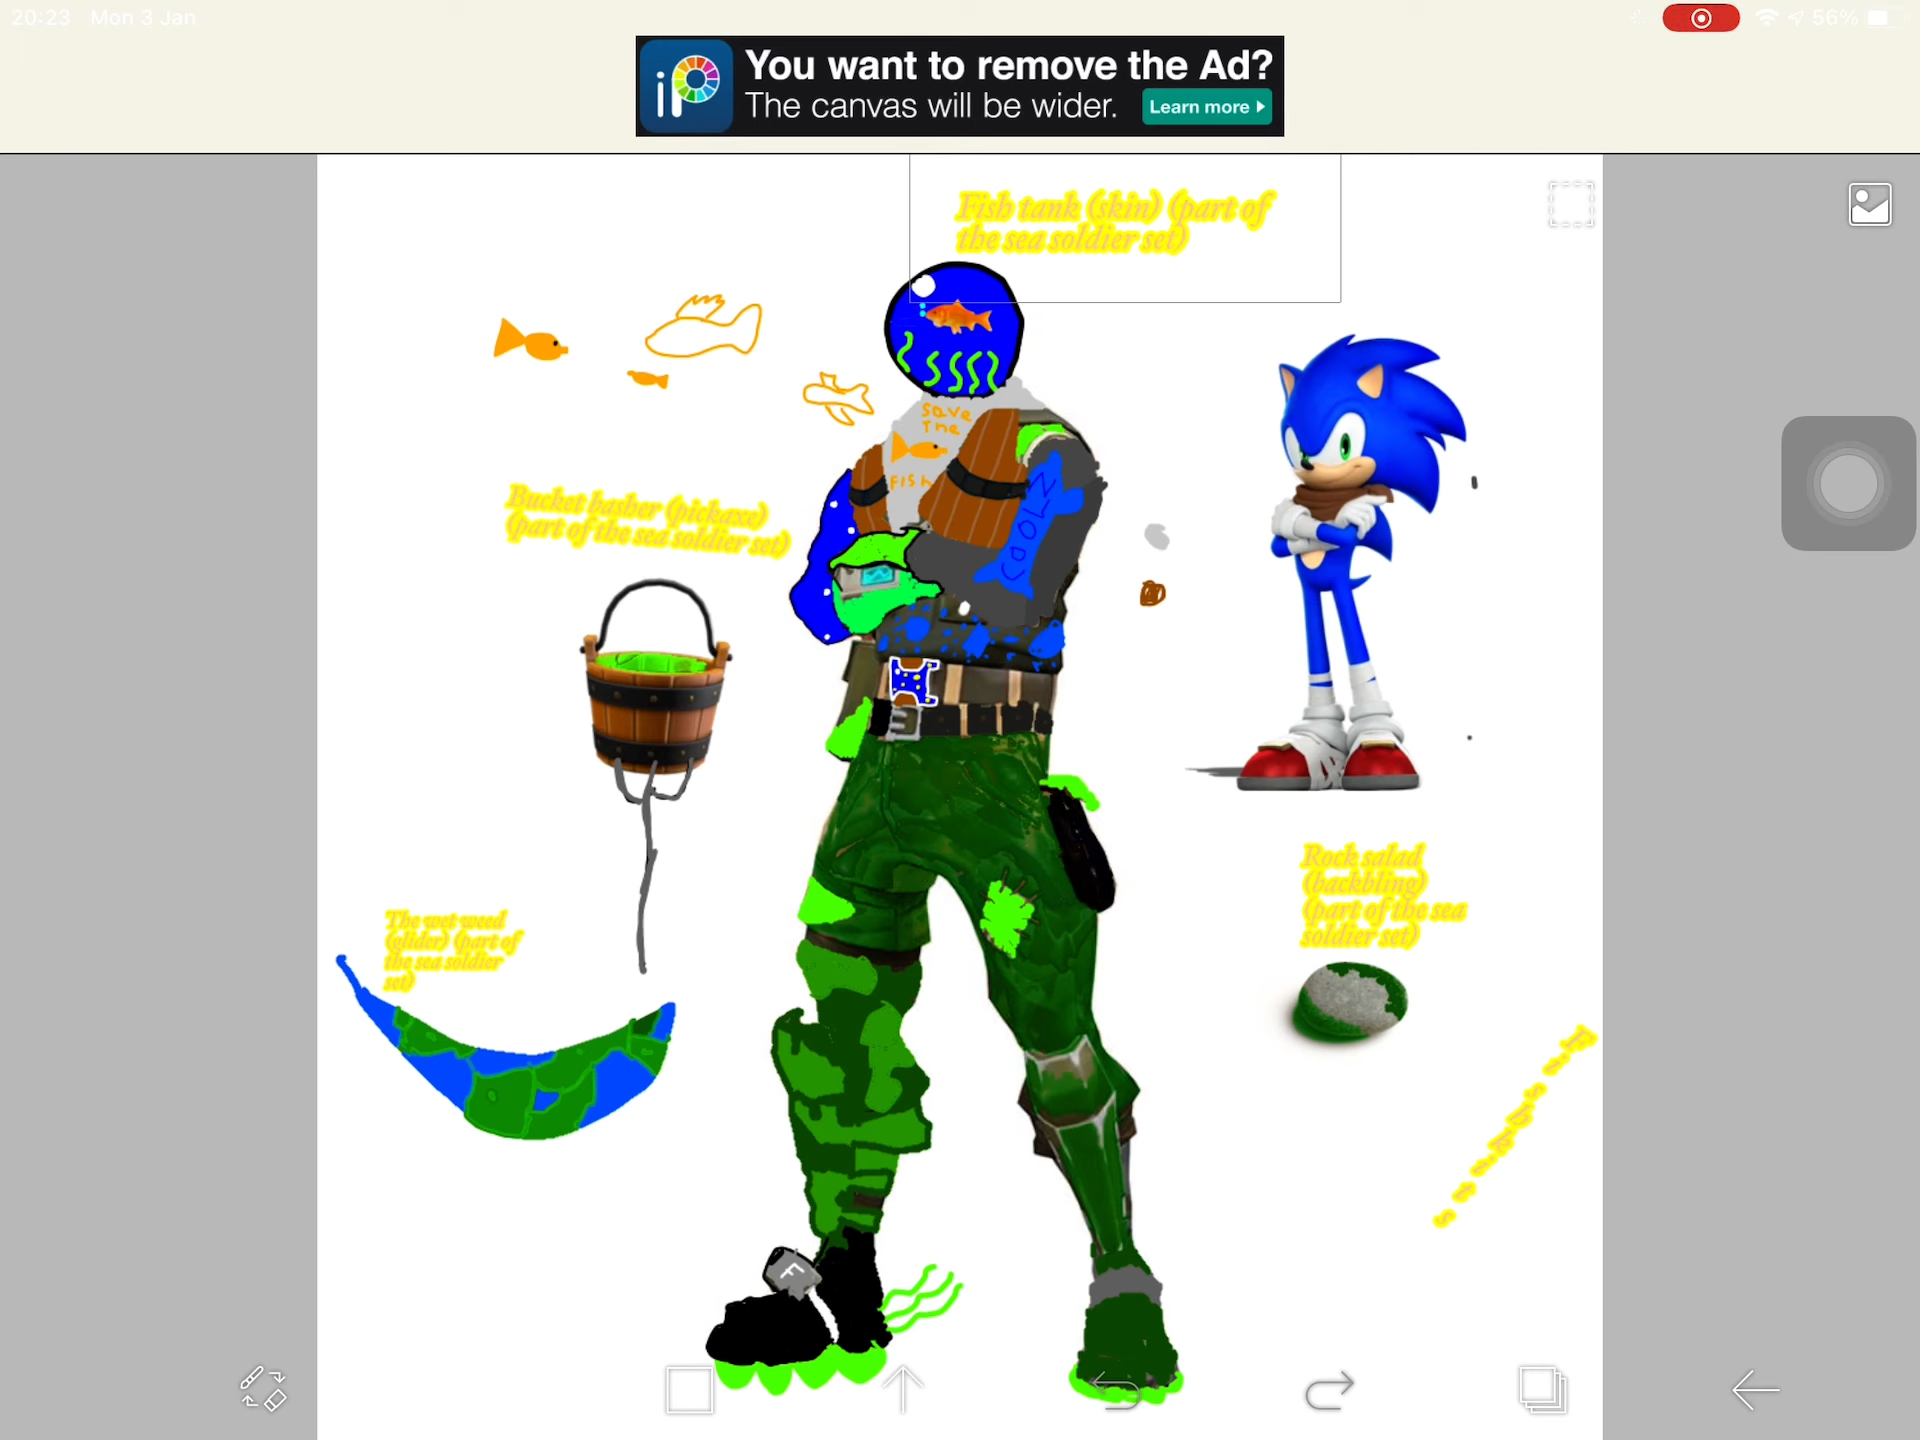 20:23 Mon 3 Jan
56%
iP
You want to remove the Ad?
The canvas will be wider.
Learn more
Fish tank (skin) (part of
the sea soldier set)
save
The
FISH
Bucket basher (pickaxe)
(part of the sea soldier set)
The wet weed
(glider) (part of
the sea soldier
set)
Rock salad
(backbling)
(part of the sea
soldier set)
F